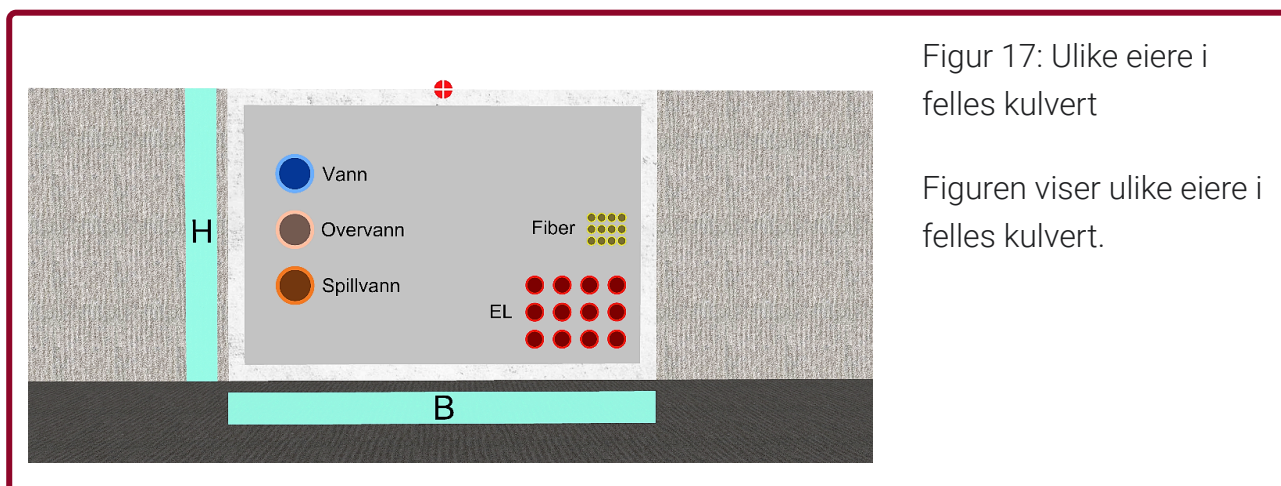 Figur 17: Ulike eiere i
felles kulvert
Figuren viser ulike eiere i
felles kulvert.
H
Vann
Overvann
Spillvann
Fiber
EL
B